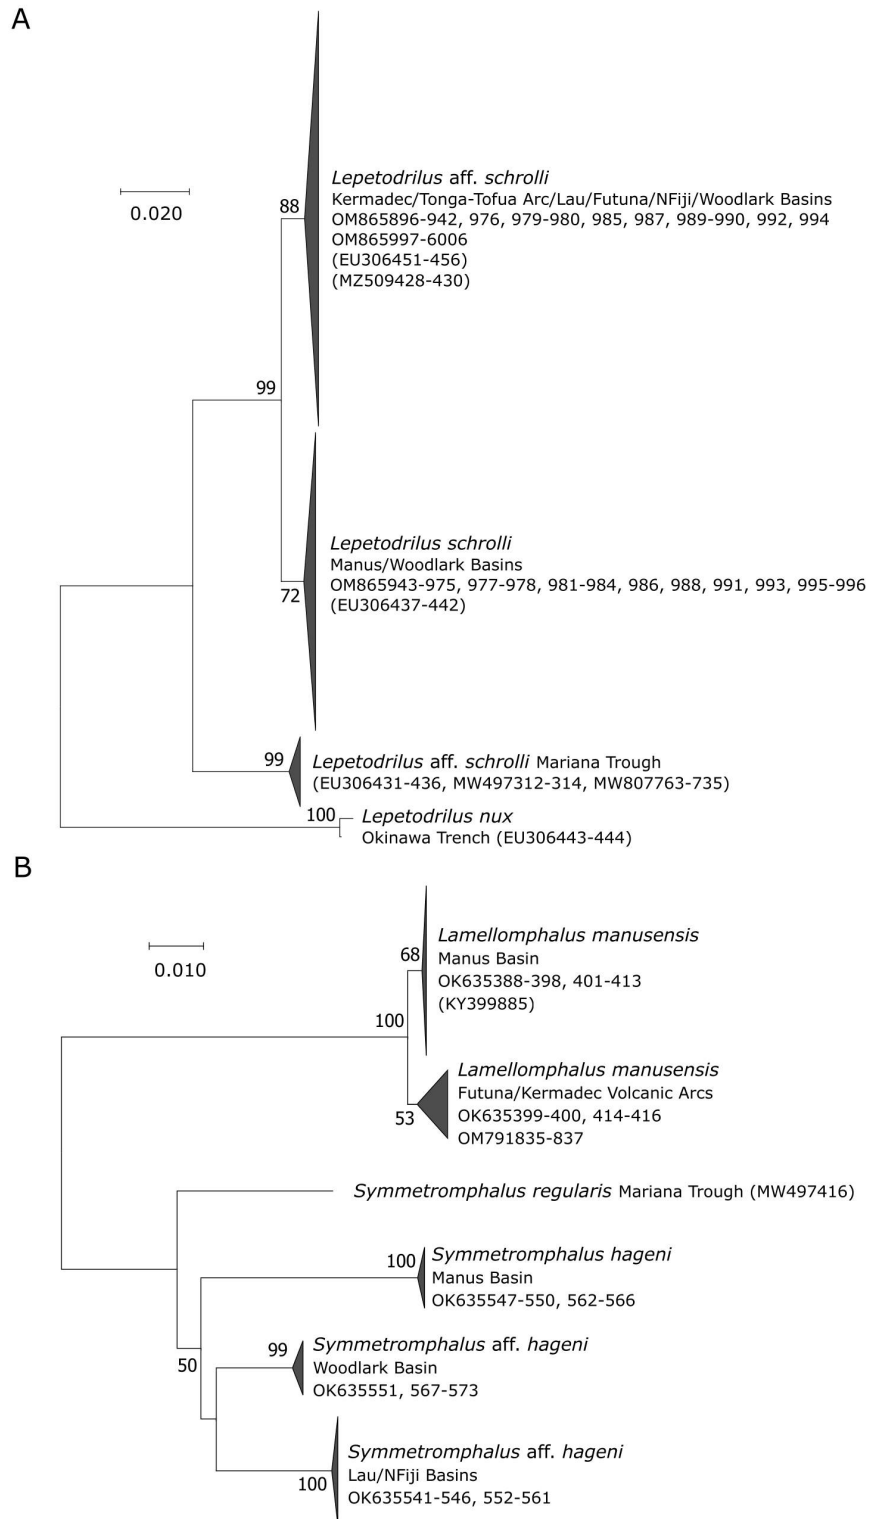 A
0.020
88
Lepetodrilus aff. schrolli
Kermadec/Tonga-Tofua Arc/Lau/Futuna/NFiji/Woodlark Basins
OM865896-942, 976, 979-980, 985, 987, 989-990, 992, 994
OM865997-6006
(EU306451-456)
(MZ509428-430)
99
Lepetodrilus schrolli
Manus/Woodlark Basins
OM865943-975, 977-978, 981-984, 986, 988, 991, 993, 995-996
(EU306437-442)
72
99
Lepetodrilus aff. schrolli Mariana Trough
(EU306431-436, MW497312-314, MW807763-735)
100
Lepetodrilus nux
Okinawa Trench (EU306443-444)
B
0.010
68
Lamellomphalus manusensis
Manus Basin
OK635388-398, 401-413
(KY399885)
100
Lamellomphalus manusensis
Futuna/Kermadec Volcanic Arcs
OK635399-400, 414-416
OM791835-837
53
Symmetromphalus regularis Mariana Trough (MW497416)
100
Symmetromphalus hageni
Manus Basin
OK635547-550, 562-566
50
99
Symmetromphalus aff. hageni
Woodlark Basin
OK635551, 567-573
Symmetromphalus aff. hageni
Lau/NFiji Basins
OK635541-546, 552-561
100